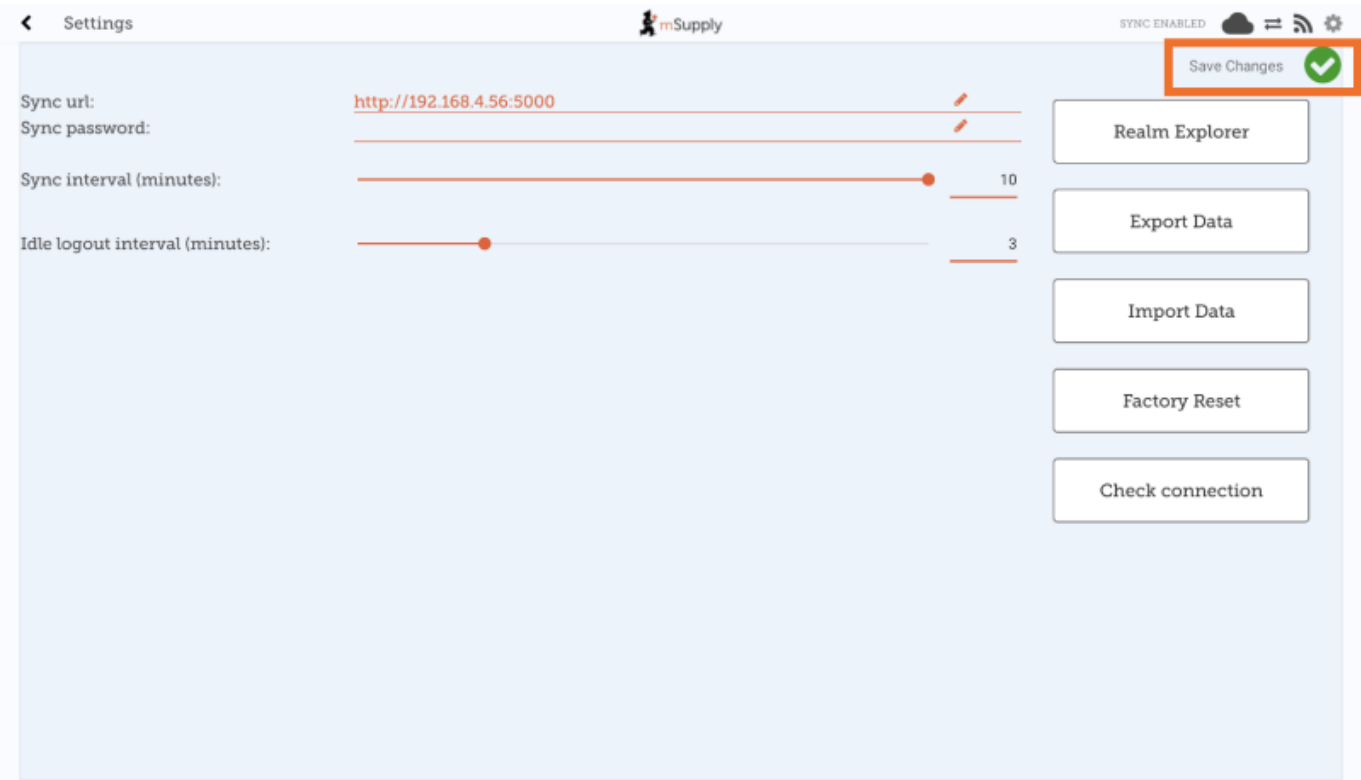 Settings
mSupply
SYNC ENABLED
Save Changes
Sync url: http://192.168.4.56:5000
Sync password:
Sync interval (minutes): 10
Idle logout interval (minutes): 3
Realm Explorer
Export Data
Import Data
Factory Reset
Check connection